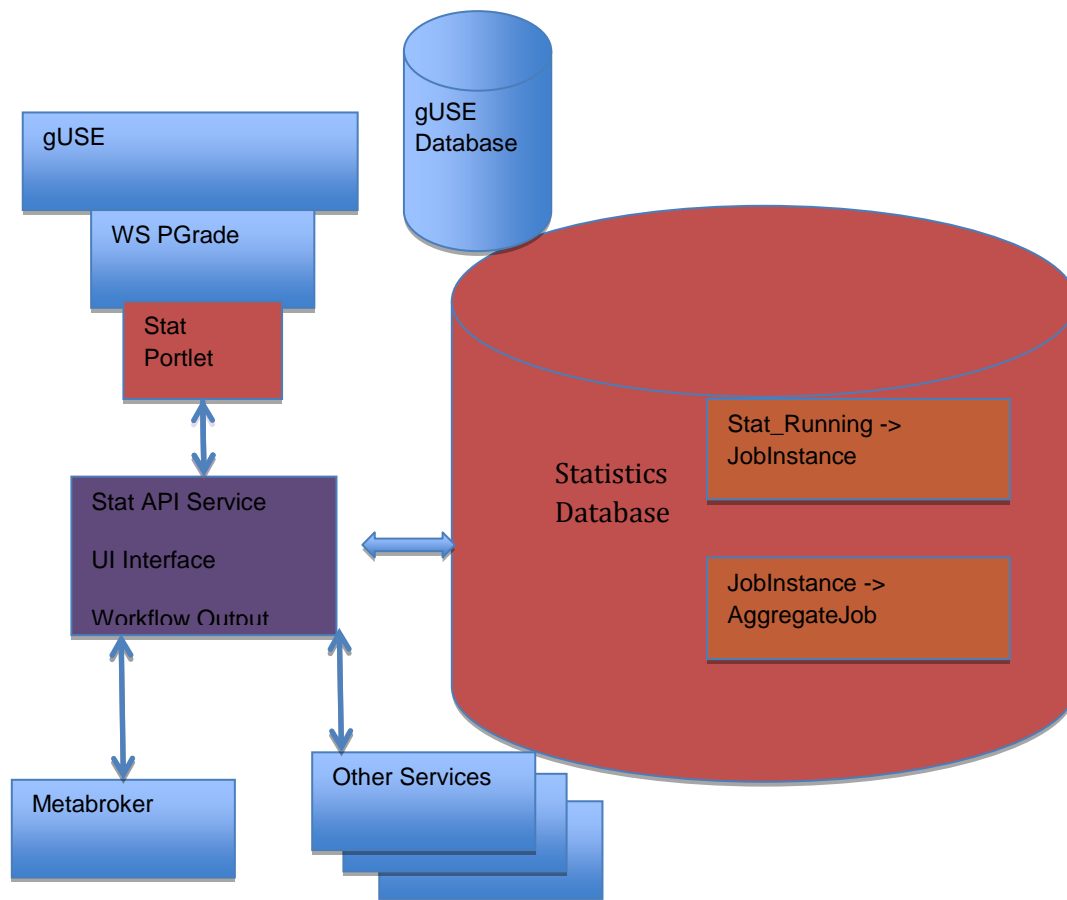 gUSE
Database
gUSE
WS PGrade
Stat
Portlet
Stat_Running ->
JobInstance
Statistics
Database
Stat API Service
UI Interface
Workflow Output
JobInstance ->
AggregateJob
Other Services
Metabroker